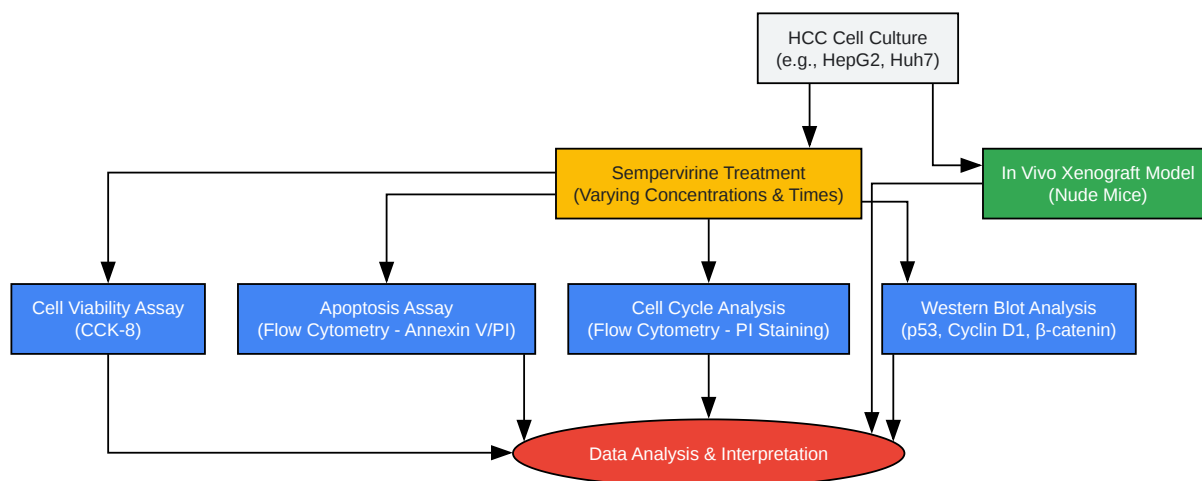 HCC Cell Culture
(e.g., HepG2, Huh7)
Sempervirine Treatment
(Varying Concentrations & Times)
In Vivo Xenograft Model
(Nude Mice)
Cell Viability Assay
(CCK-8)
Apoptosis Assay
(Flow Cytometry - Annexin V/PI)
Cell Cycle Analysis
(Flow Cytometry - PI Staining)
Western Blot Analysis
(p53, Cyclin D1, β-catenin)
Data Analysis & Interpretation